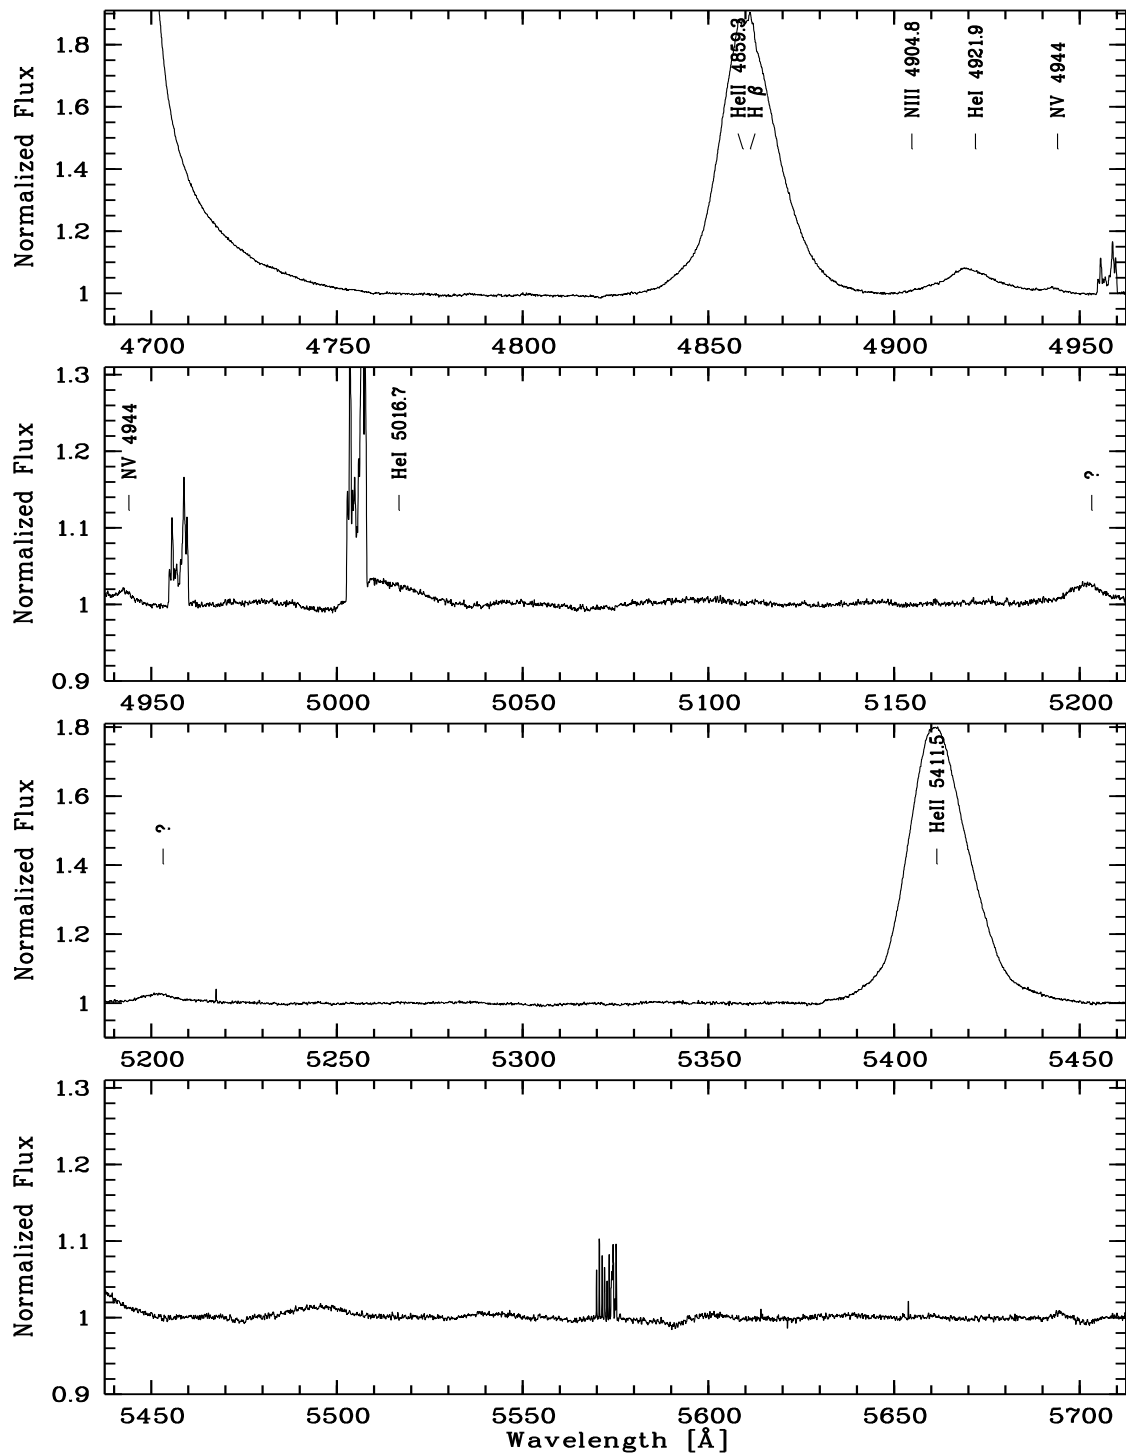 Normalized Flux
1.8
1.6
1.4
1.2
1
HeII 4859.3
H β
NIII 4904.8
HeI 4921.9
NV 4944
4700 4750 4800 4850 4900 4950
Normalized Flux
1.3
1.2
1.1
1
0.9
NV 4944
HeI 5016.7
?
4950 5000 5050 5100 5150 5200
Normalized Flux
1.8
1.6
1.4
1.2
1
?
HeII 5411.5
5200 5250 5300 5350 5400 5450
Normalized Flux
1.3
1.2
1.1
1
0.9
5450 5500 5550 5600 5650 5700
Wavelength [Å]